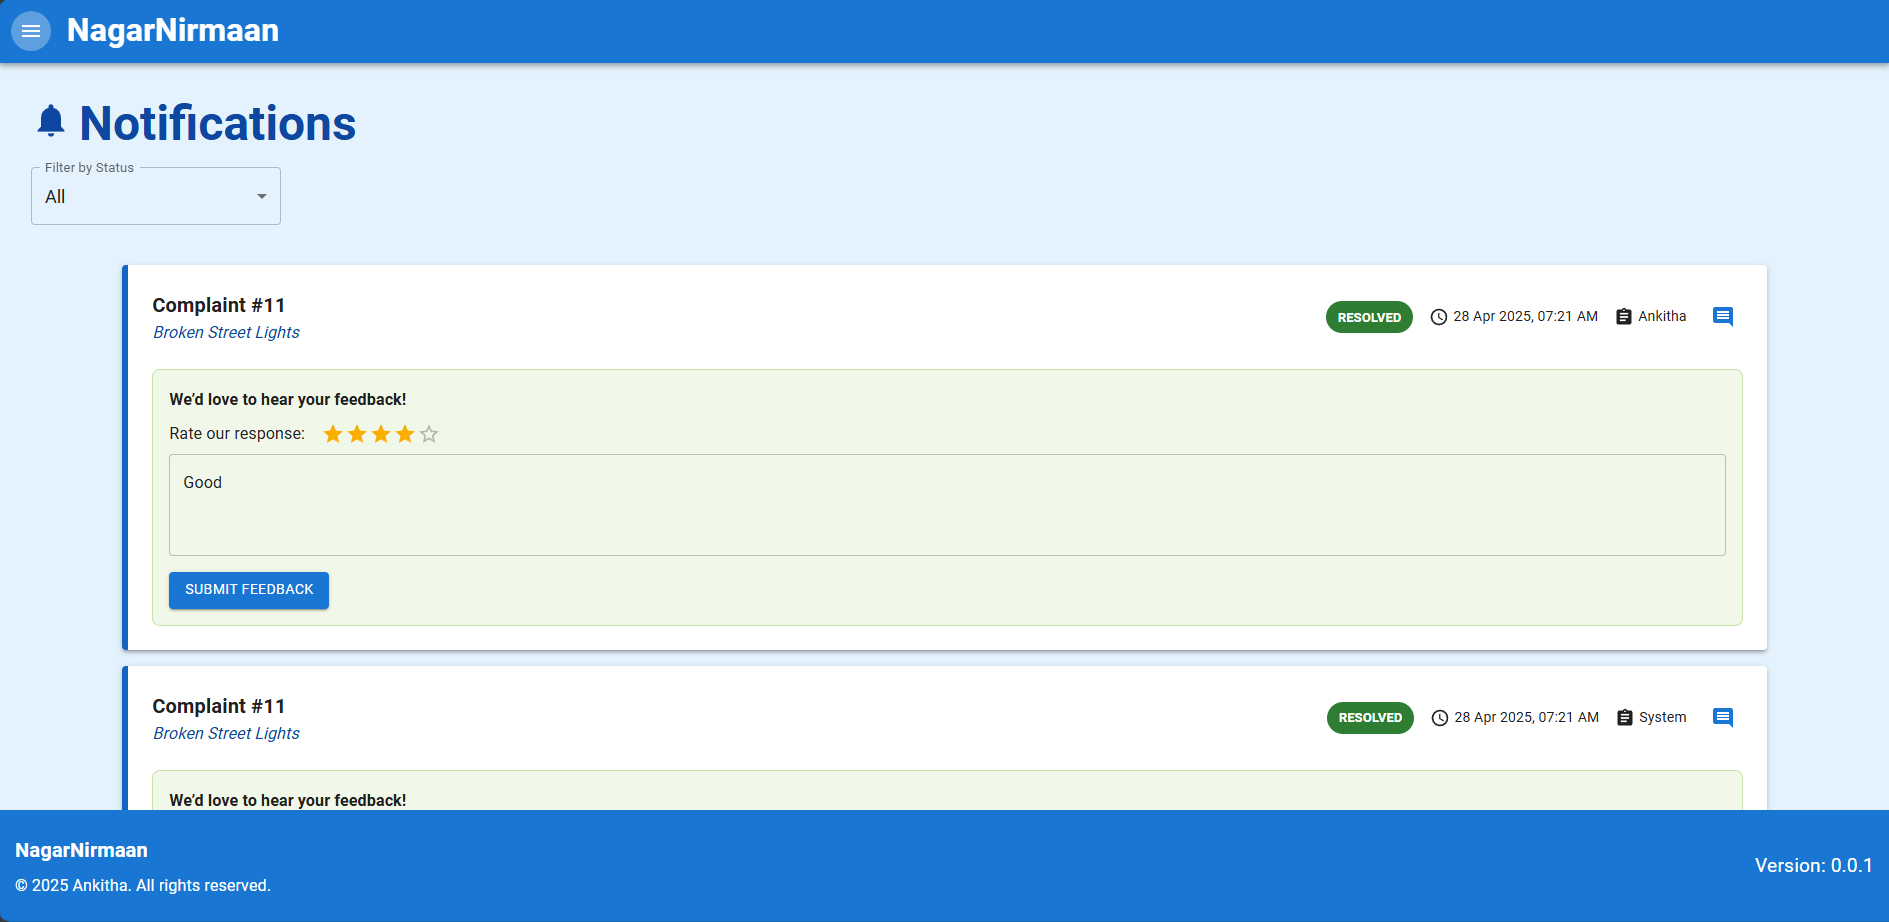 NagarNirmaan
Notifications
Filter by Status
All
Complaint #11
Broken Street Lights
RESOLVED 28 Apr 2025, 07:21 AM Ankitha
We’d love to hear your feedback!
Rate our response:
Good
SUBMIT FEEDBACK
Complaint #11
Broken Street Lights
RESOLVED 28 Apr 2025, 07:21 AM System
We’d love to hear your feedback!
NagarNirmaan
© 2025 Ankitha. All rights reserved.
Version: 0.0.1